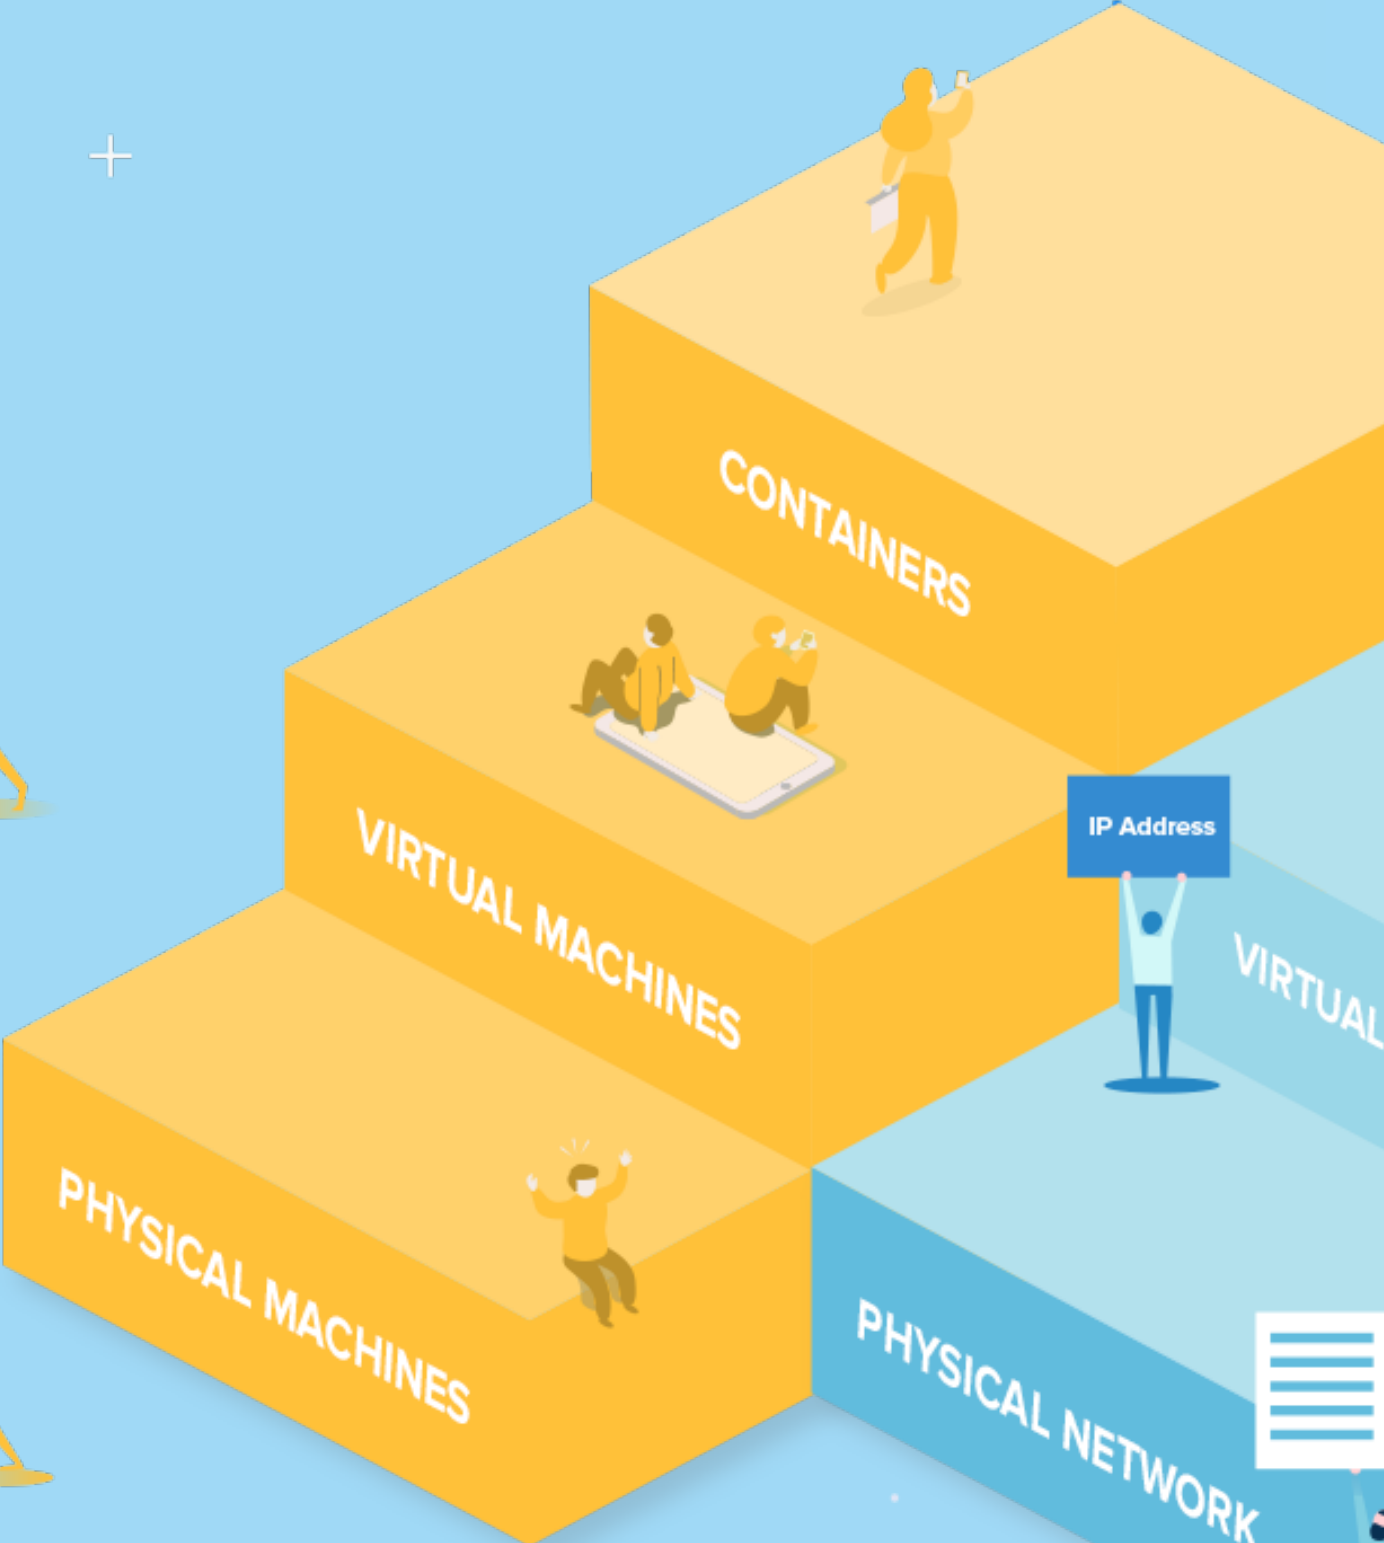 CONTAINERS
VIRTUAL MACHINES
IP Address
VIRTUAL
PHYSICAL MACHINES
PHYSICAL NETWORK